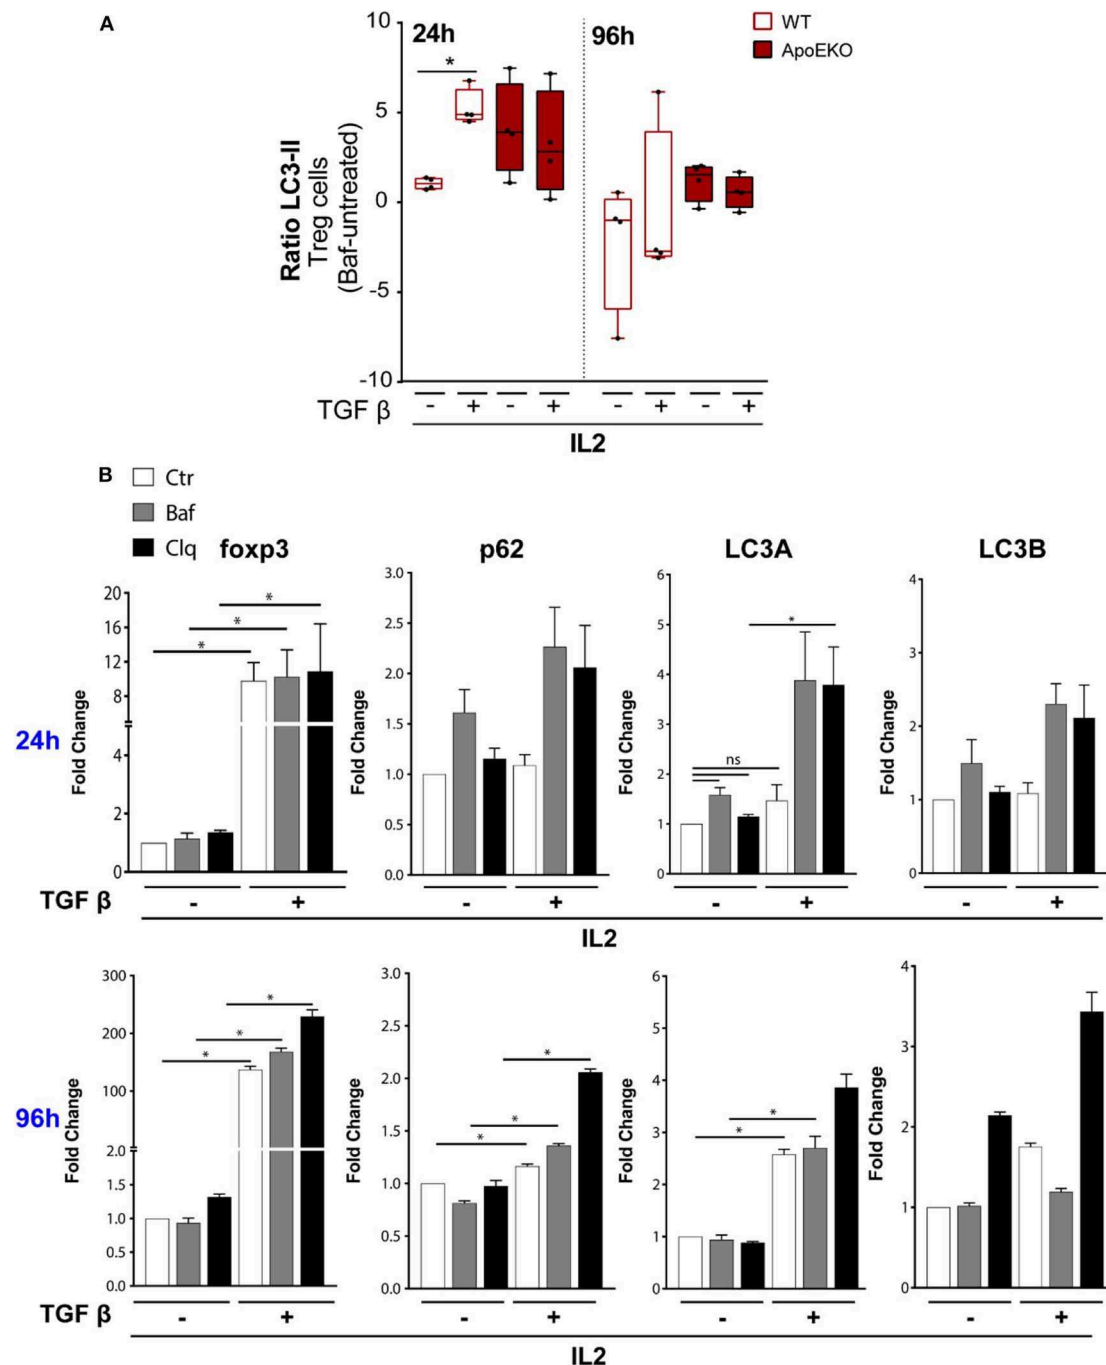 A
24h
96h
WT
ApoEKO
*
Ratio LC3-II
Treg cells
(Baf-untreated)
10
5
0
-5
-10
TGF β
- + - + - + - +
IL2
B
Ctr
Baf
Clq
foxp3
p62
LC3A
LC3B
24h
Fold Change
20
16
12
10
8
4
2
1
0
* * *
Fold Change
3.0
2.5
2.0
1.5
1.0
0.5
0.0
Fold Change
6
5
4
3
2
1
0
ns
*
Fold Change
4
3
2
1
0
TGF β
- + - + - + - +
IL2
96h
Fold Change
300
250
200
150
100
2.0
1.5
1.0
0.5
0.0
* * *
Fold Change
3.0
2.5
2.0
1.5
1.0
0.5
0.0
* * *
Fold Change
6
5
4
3
2
1
0
* *
Fold Change
4
3
2
1
0
TGF β
- + - + - + - +
IL2